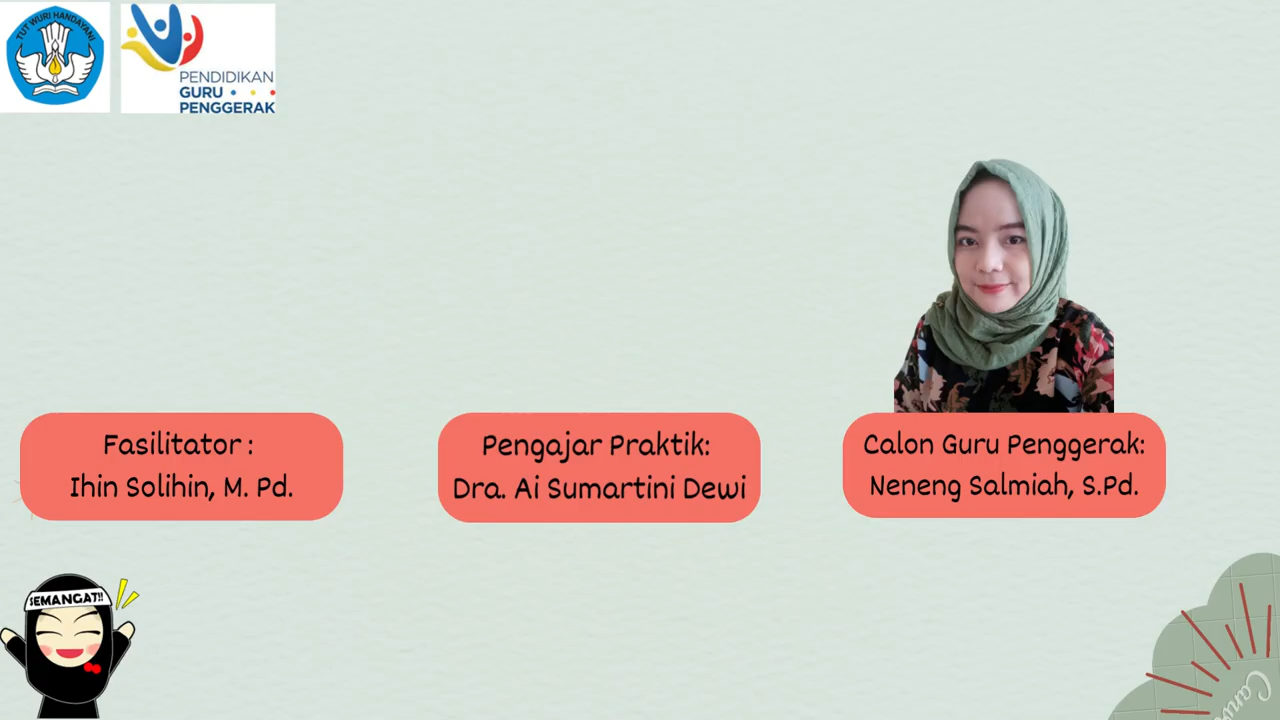 TUT WURI HANDAYANI
PENDIDIKAN
GURU
PENGGERAK
Fasilitator :
Ihin Solihin, M. Pd.
Pengajar Praktik:
Dra. Ai Sumartini Dewi
Calon Guru Penggerak:
Neneng Salmiah, S.Pd.
SEMANGAT!!